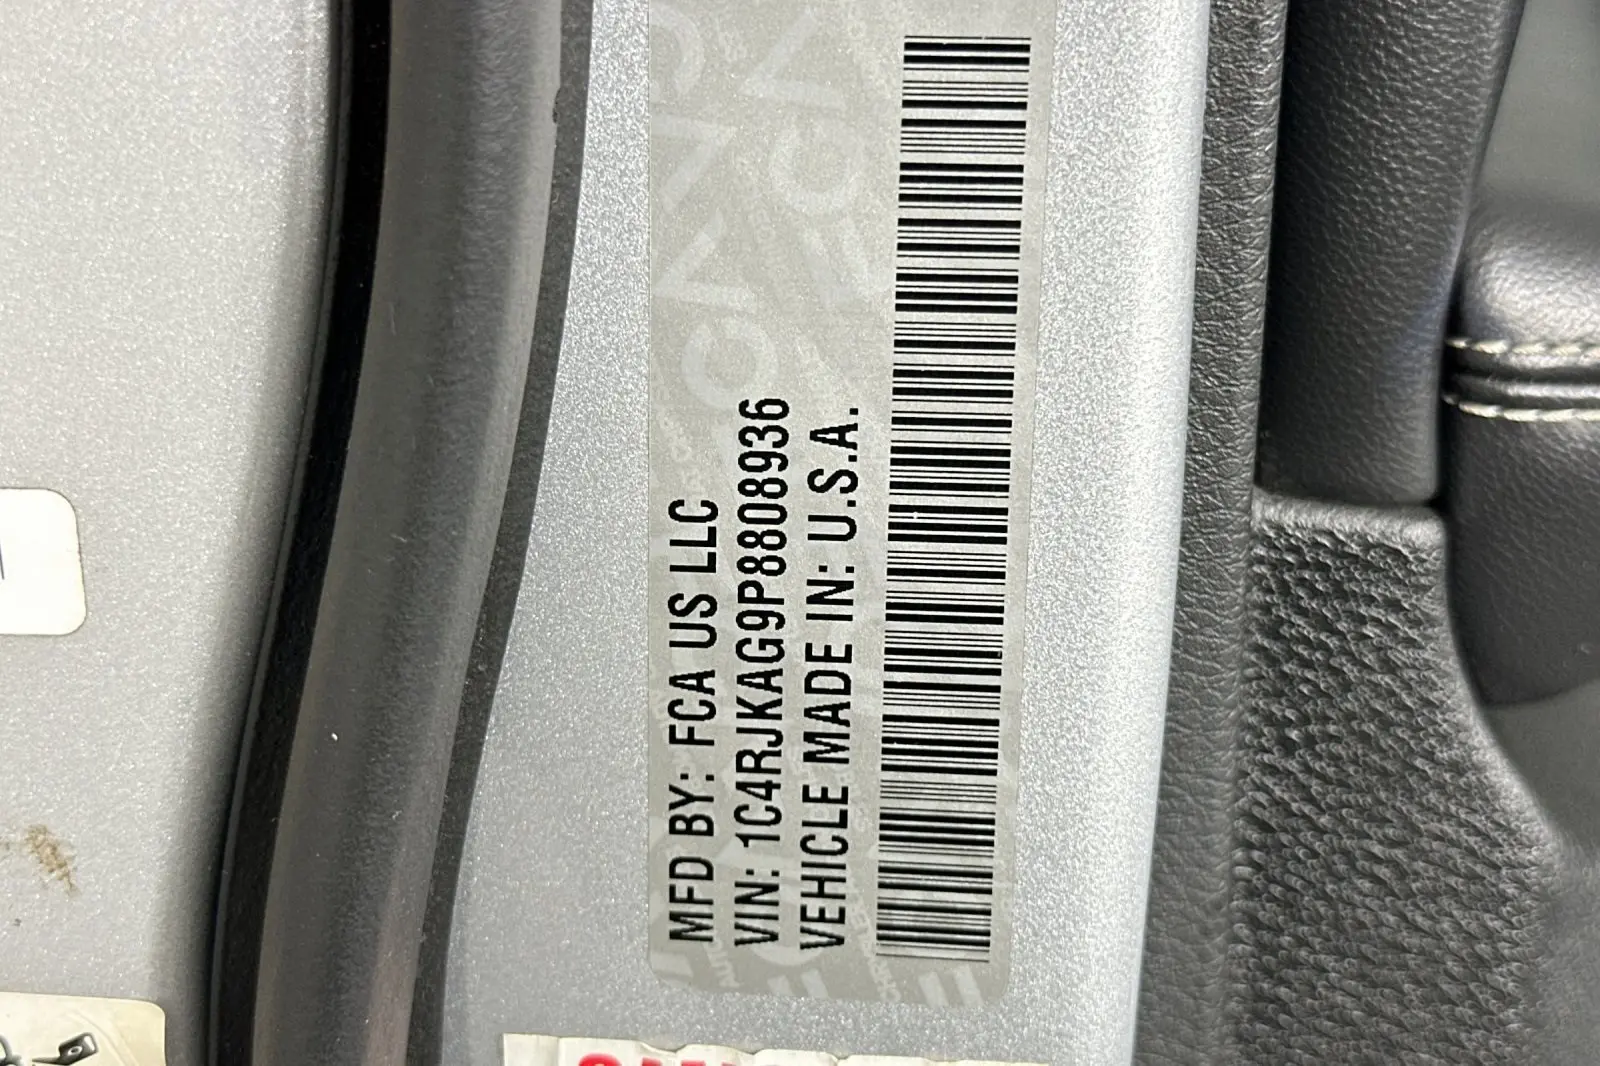 MFD BY: FCA US LLC
VIN: 1C4RJKAG9P8808936
VEHICLE MADE IN: U.S.A.